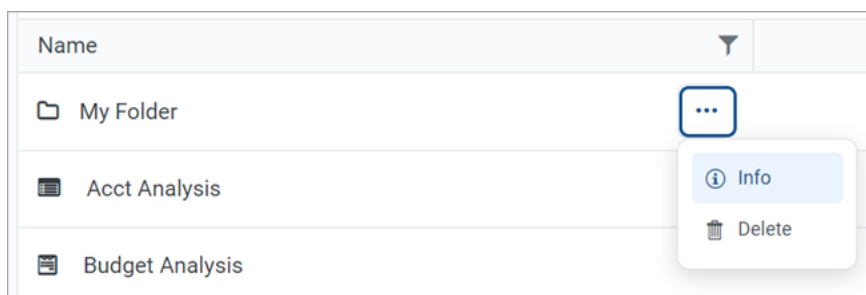 Name
My Folder
Info
Acct Analysis
Delete
Budget Analysis